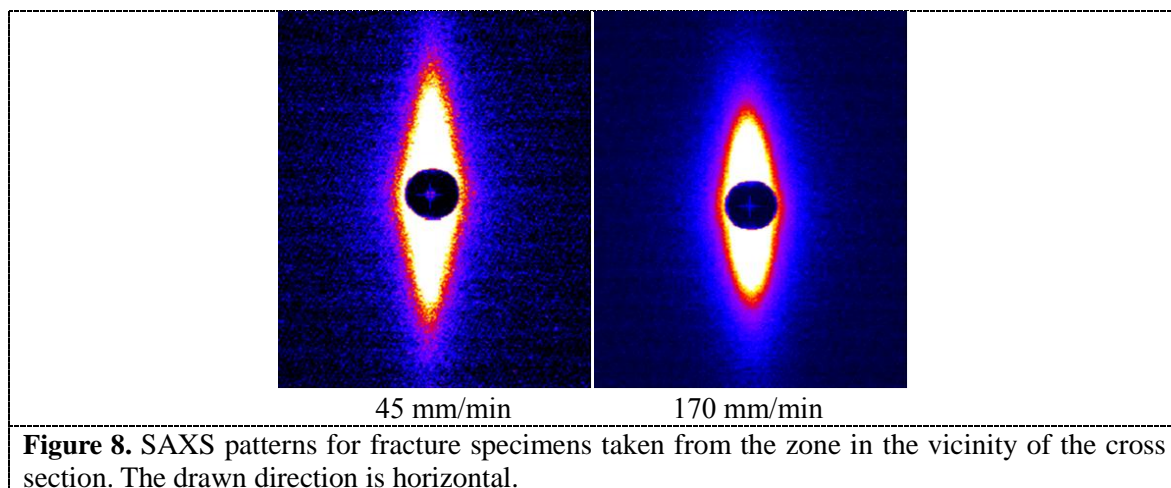 45 mm/min 170 mm/min
Figure 8. SAXS patterns for fracture specimens taken from the zone in the vicinity of the cross
section. The drawn direction is horizontal.